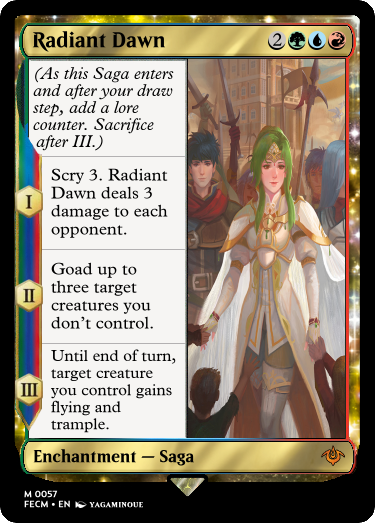 Radiant Dawn 2
(As this Saga enters
and after your draw
step, add a lore
counter. Sacrifice
after III.)
I
Scry 3. Radiant
Dawn deals 3
damage to each
opponent.
II
Goad up to
three target
creatures you
don't control.
III
Until end of turn,
target creature
you control gains
flying and
trample.
Enchantment — Saga
M 0057
FECM • EN YAGAMINOUE